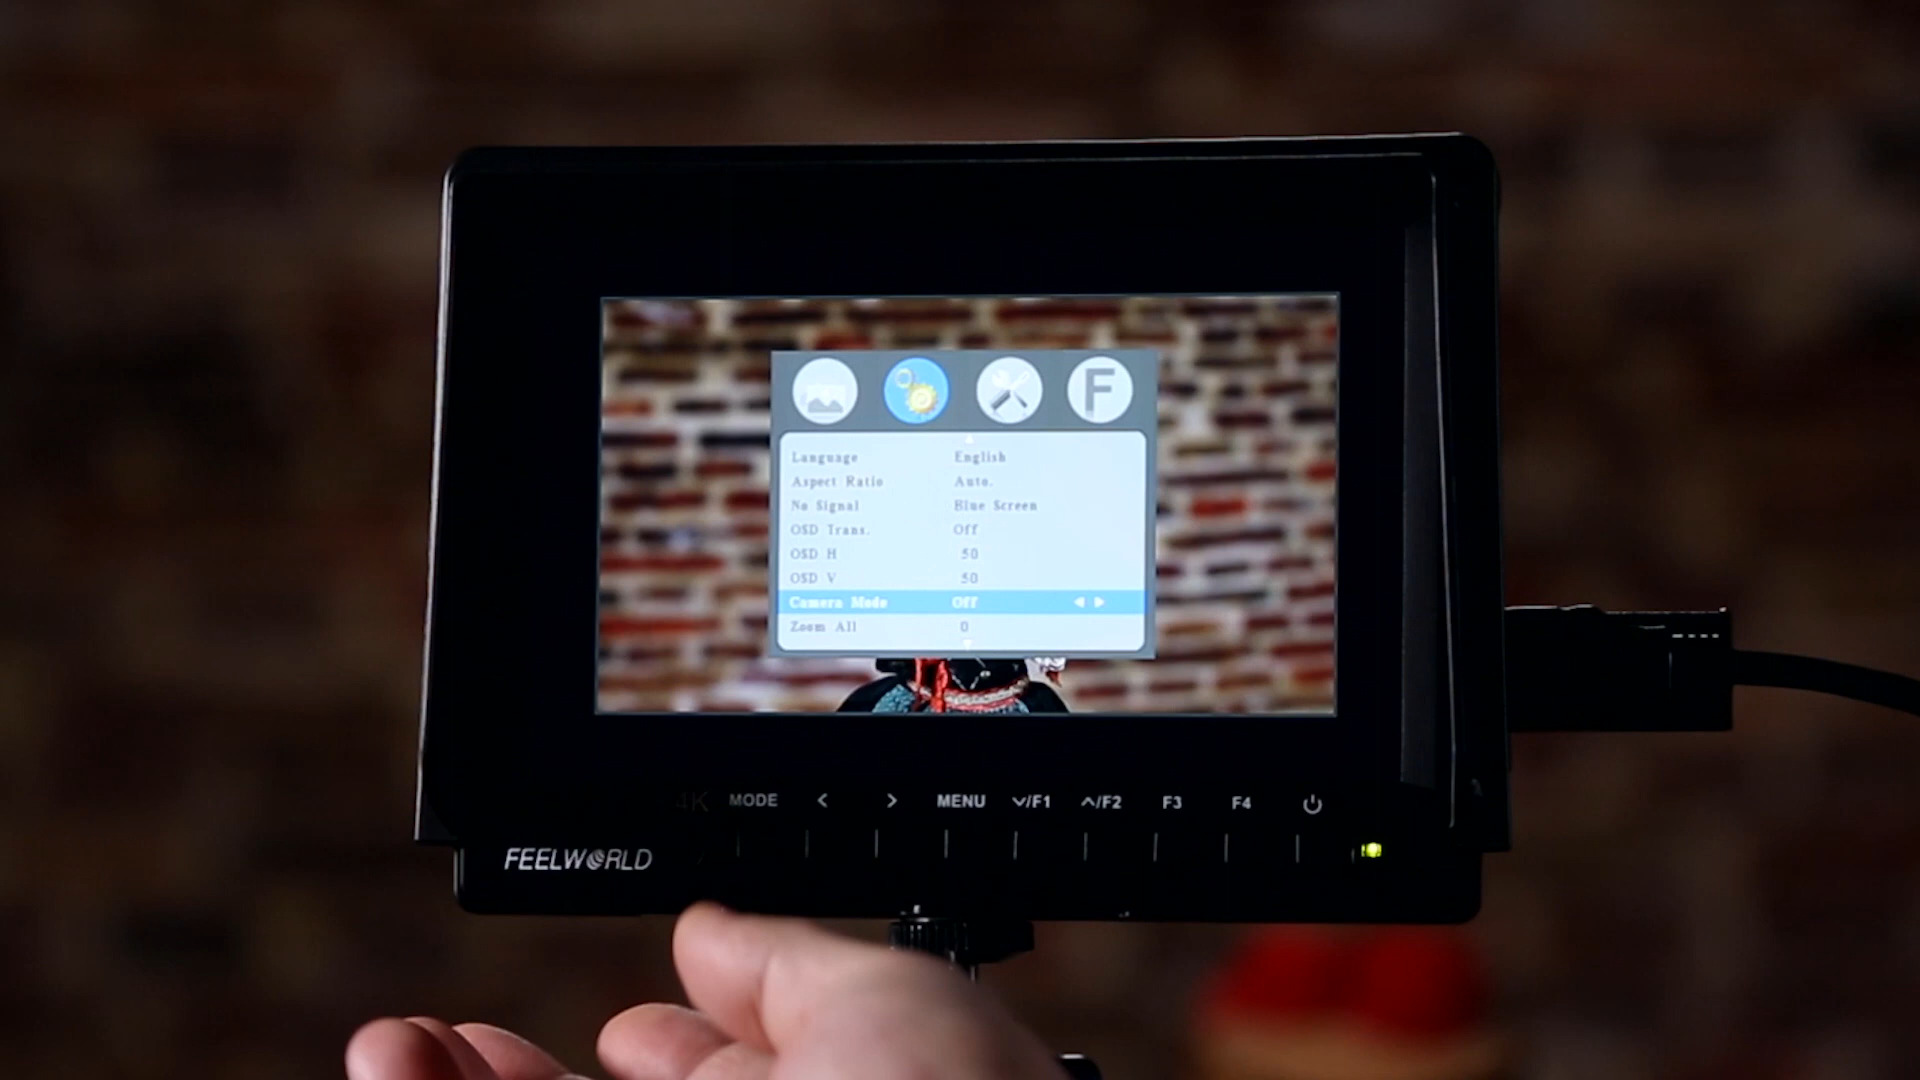 F
Language English
Aspect Ratio Auto.
No Signal Blue Screen
OSD Trans. Off
OSD H 50
OSD V 50
Camera Mode Off
Zoom All 0
4K MODE < > MENU ∨/F1 ∧/F2 F3 F4
FEELWORLD